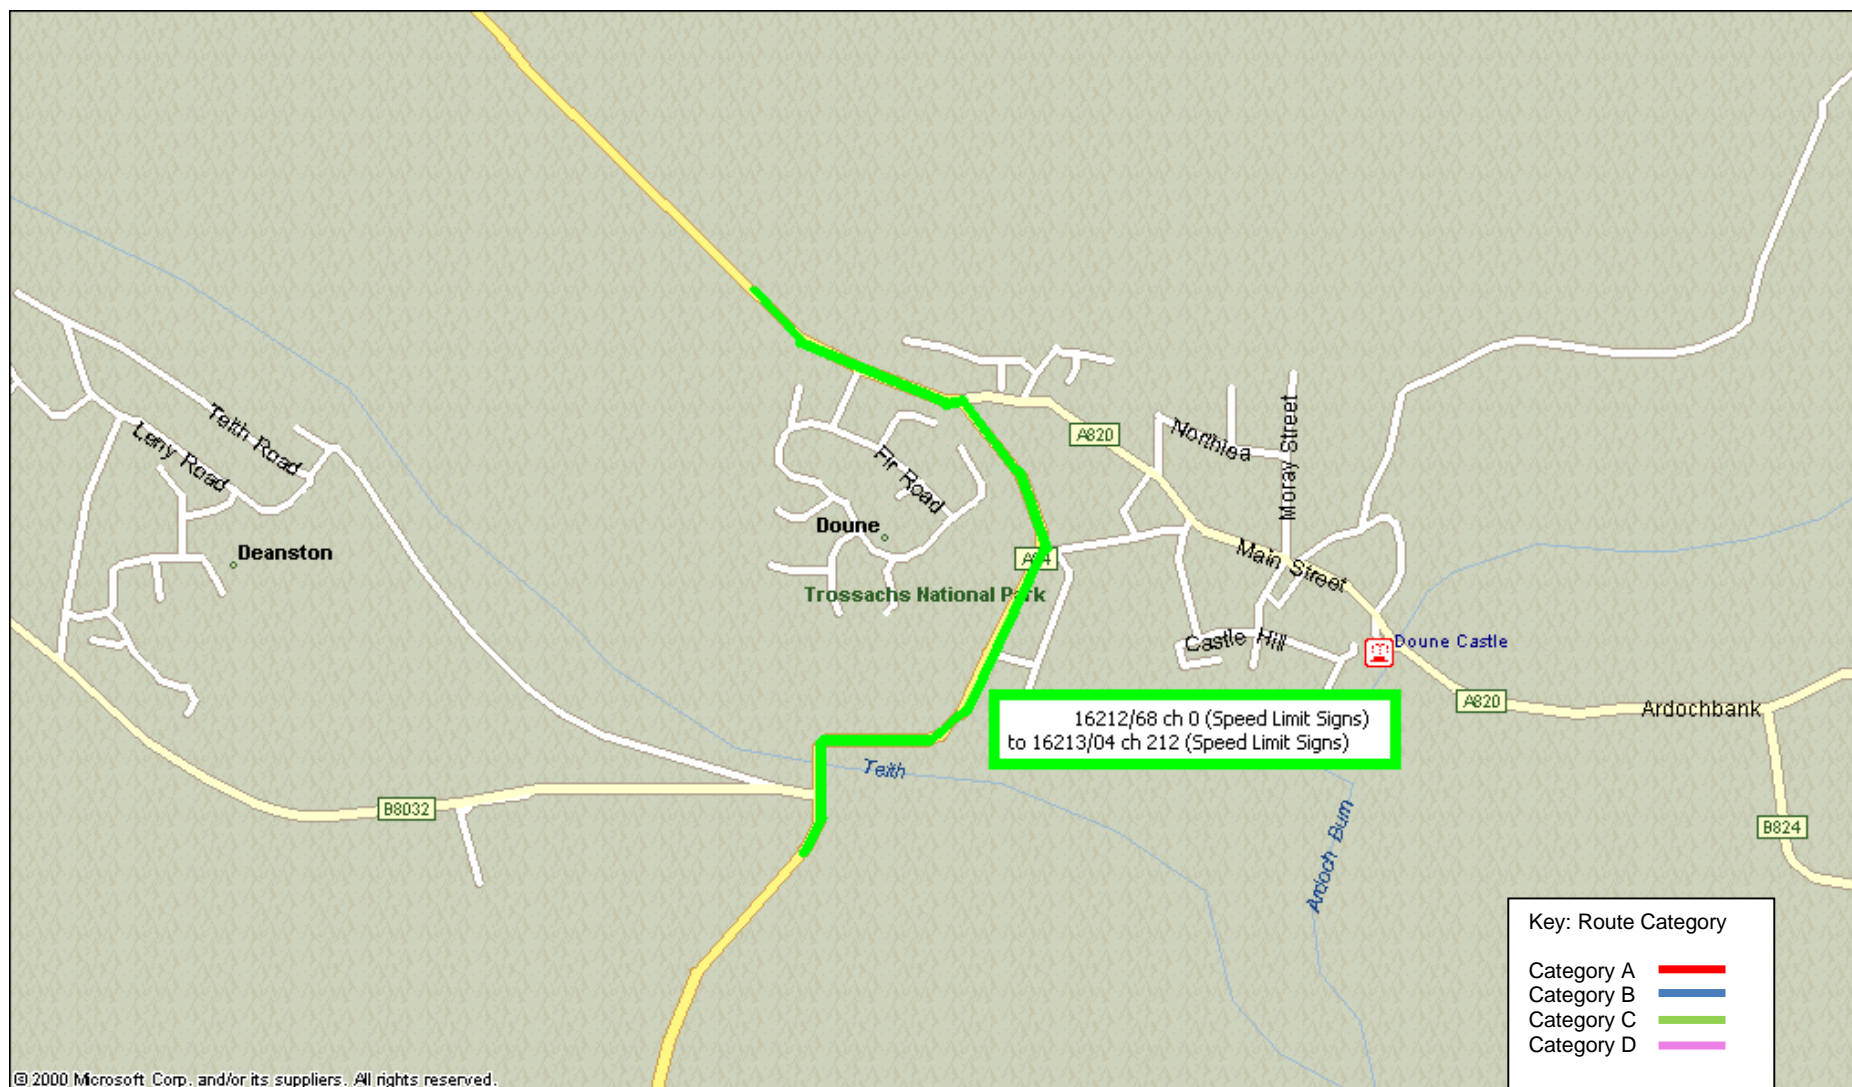 Teith Road
Leny Road
Deanston
Fir Road
Doune
Trossachs National Park
A820
Northlea
Moray Street
Main Street
Castle Hill
Doune Castle
A820
Ardochbank
16212/68 ch 0 (Speed Limit Signs)
to 16213/04 ch 212 (Speed Limit Signs)
Teith
B8032
Ardoch Burn
B824
Key: Route Category
Category A
Category B
Category C
Category D
© 2000 Microsoft Corp. and/or its suppliers. All rights reserved.